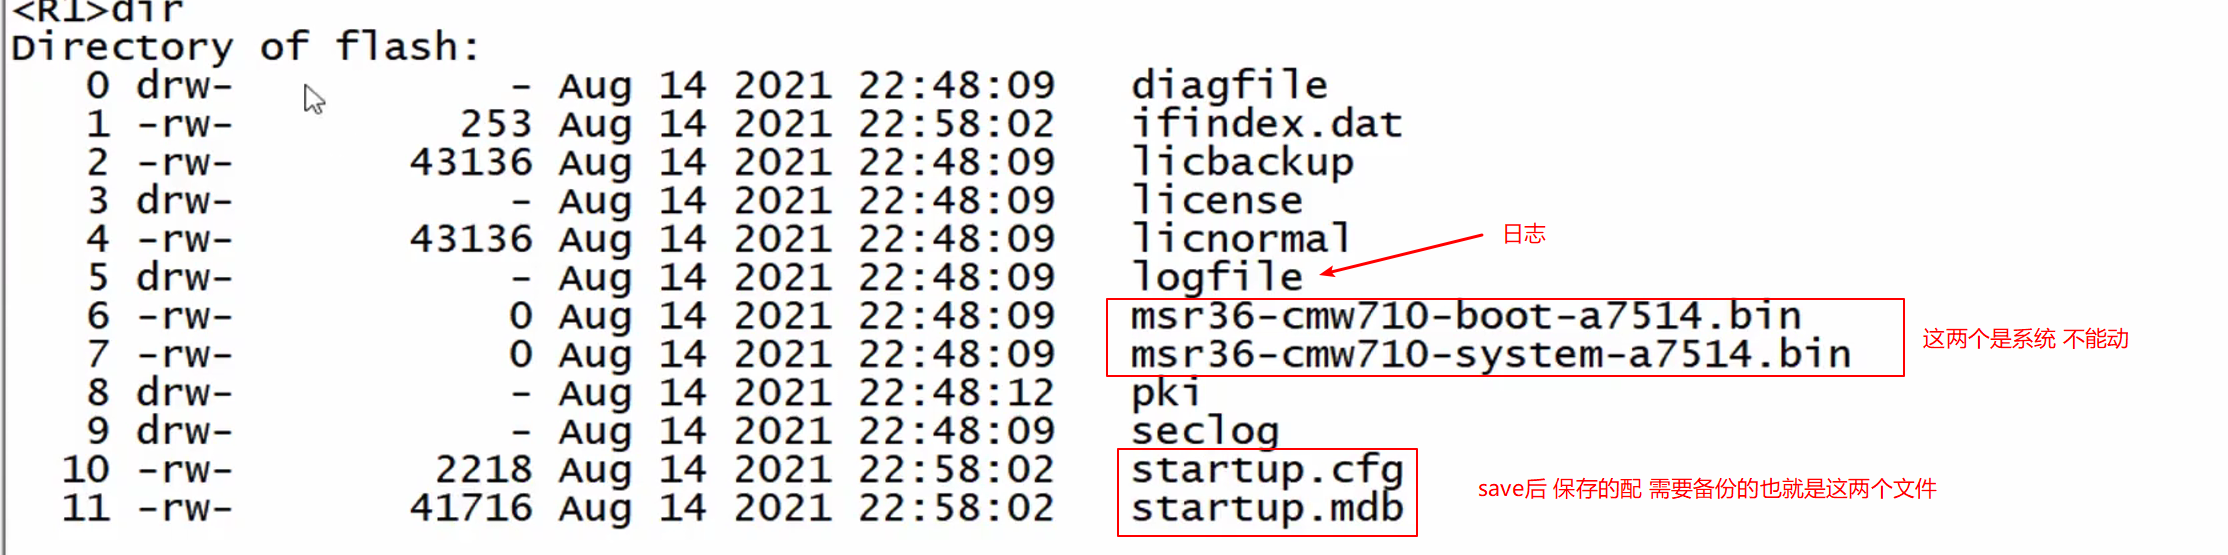 <R1>dir
Directory of flash:
0 drw- - Aug 14 2021 22:48:09 diagfile
1 -rw- 253 Aug 14 2021 22:58:02 ifindex.dat
2 -rw- 43136 Aug 14 2021 22:48:09 licbackup
3 drw- - Aug 14 2021 22:48:09 license
4 -rw- 43136 Aug 14 2021 22:48:09 licnormal
日志
5 drw- - Aug 14 2021 22:48:09 logfile
6 -rw- 0 Aug 14 2021 22:48:09 msr36-cmw710-boot-a7514.bin
7 -rw- 0 Aug 14 2021 22:48:09 msr36-cmw710-system-a7514.bin
这两个是系统 不能动
8 drw- - Aug 14 2021 22:48:12 pki
9 drw- - Aug 14 2021 22:48:09 seclog
10 -rw- 2218 Aug 14 2021 22:58:02 startup.cfg
11 -rw- 41716 Aug 14 2021 22:58:02 startup.mdb
save后 保存的配 需要备份的也就是这两个文件